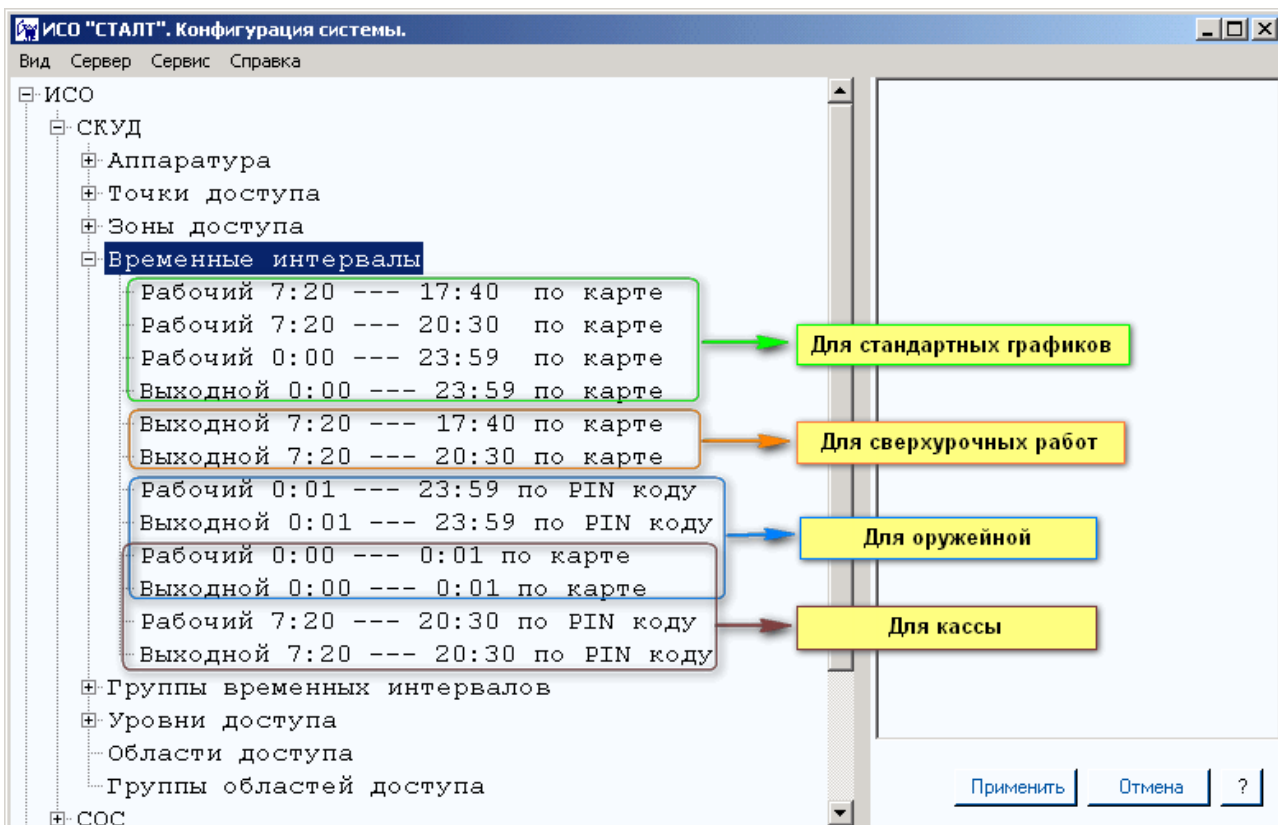 ИСО "СТАЛТ". Конфигурация системы.
Вид Сервер Сервис Справка
ИСО
СКУД
Аппаратура
Точки доступа
Зоны доступа
Временные интервалы
Рабочий 7:20 --- 17:40 по карте
Рабочий 7:20 --- 20:30 по карте
Рабочий 0:00 --- 23:59 по карте
Выходной 0:00 --- 23:59 по карте
Для стандартных графиков
Выходной 7:20 --- 17:40 по карте
Выходной 7:20 --- 20:30 по карте
Для сверхурочных работ
Рабочий 0:01 --- 23:59 по PIN коду
Выходной 0:01 --- 23:59 по PIN коду
Рабочий 0:00 --- 0:01 по карте
Выходной 0:00 --- 0:01 по карте
Для оружейной
Рабочий 7:20 --- 20:30 по PIN коду
Выходной 7:20 --- 20:30 по PIN коду
Для кассы
Группы временных интервалов
Уровни доступа
Области доступа
Группы областей доступа
СОС
Применить Отмена ?